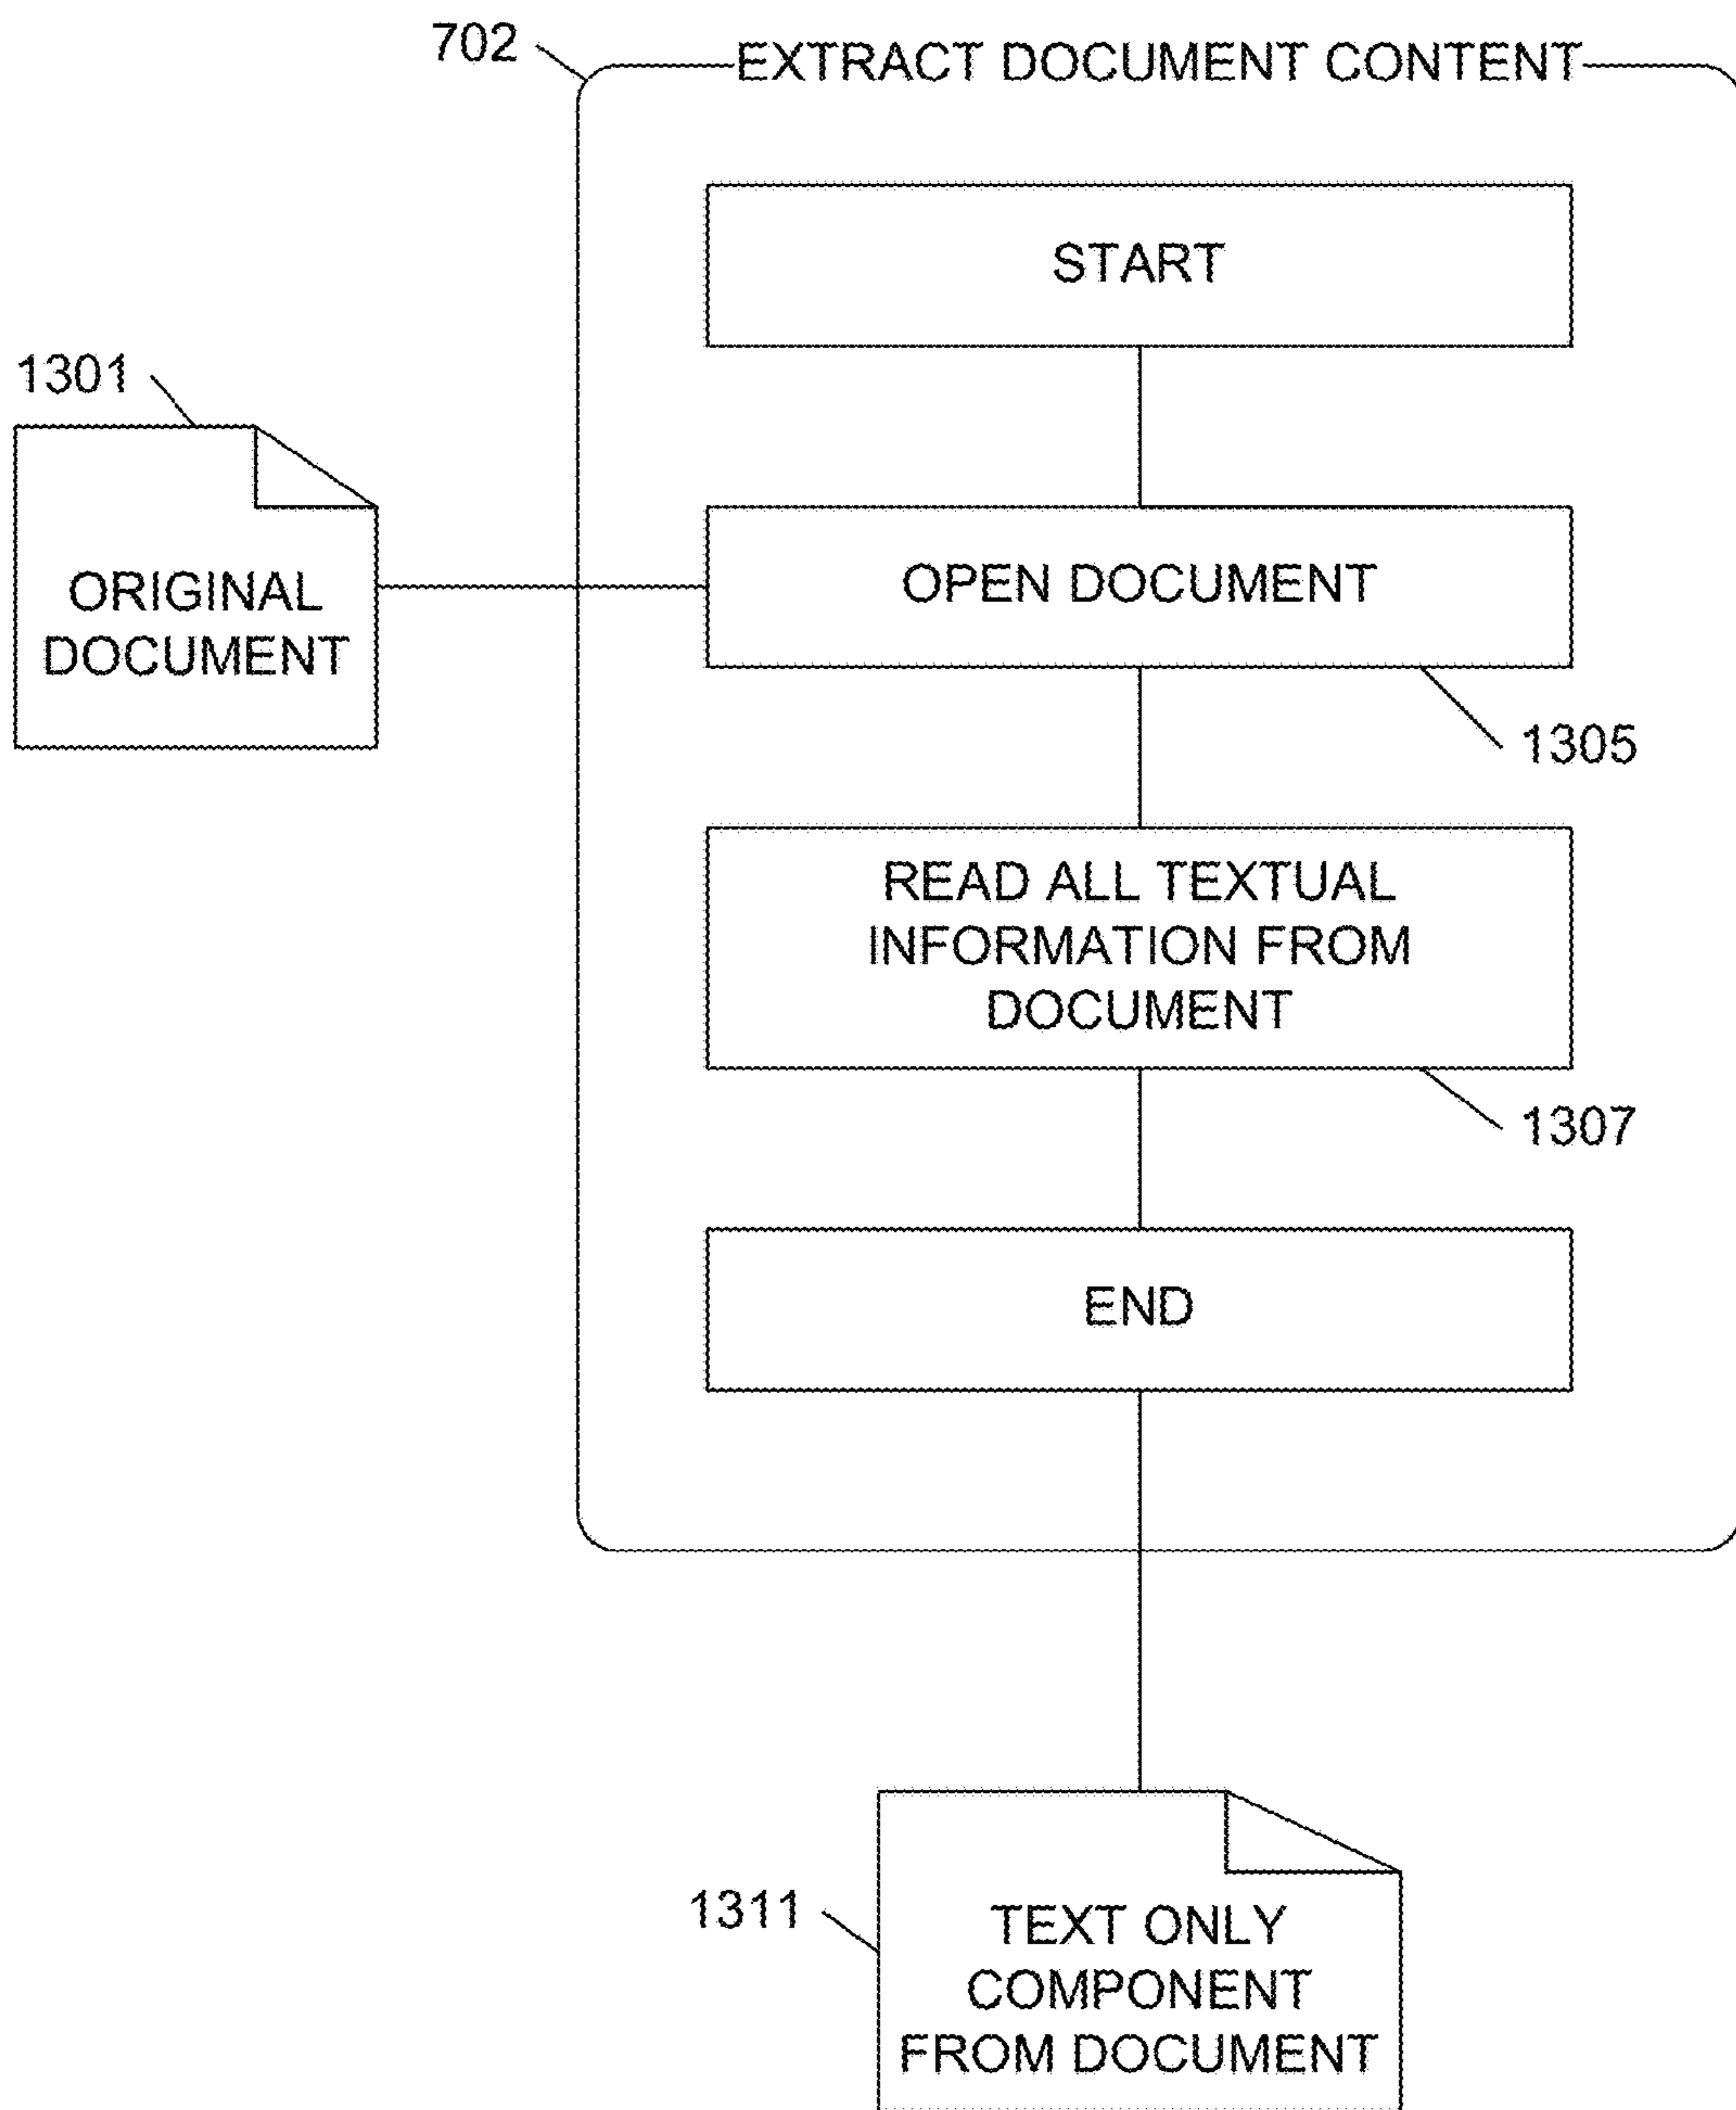 702
EXTRACT DOCUMENT CONTENT
START
1301
ORIGINAL
DOCUMENT
OPEN DOCUMENT
1305
READ ALL TEXTUAL
INFORMATION FROM
DOCUMENT
1307
END
1311
TEXT ONLY
COMPONENT
FROM DOCUMENT